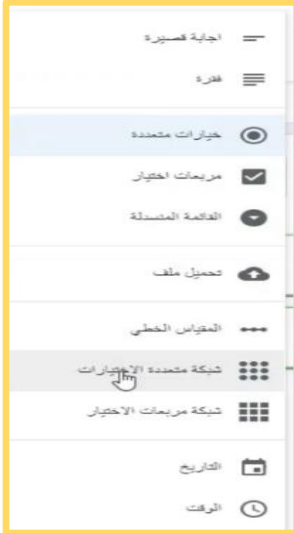 اجابة قصيرة
فقرة
خيارات متعددة
مربعات اختيار
القائمة المتسدلة
تحميل ملف
المقياس الخطي
شبكة متعددة الاختيارات
شبكة مربعات الاختيار
التاريخ
الوقت